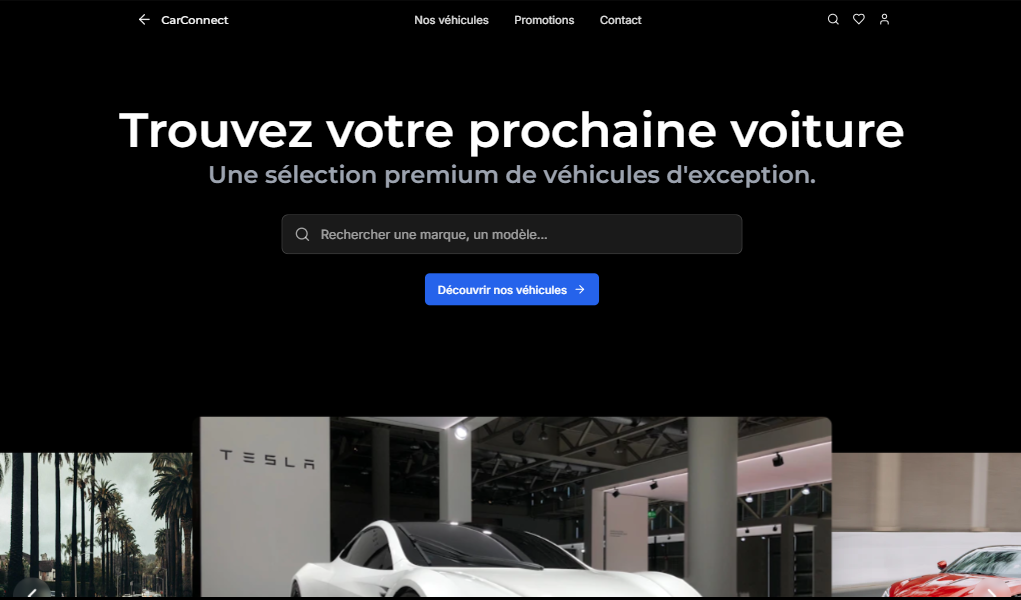 CarConnect
Nos véhicules
Promotions
Contact
Trouvez votre prochaine voiture
Une sélection premium de véhicules d'exception.
Rechercher une marque, un modèle...
Découvrir nos véhicules
TESLA